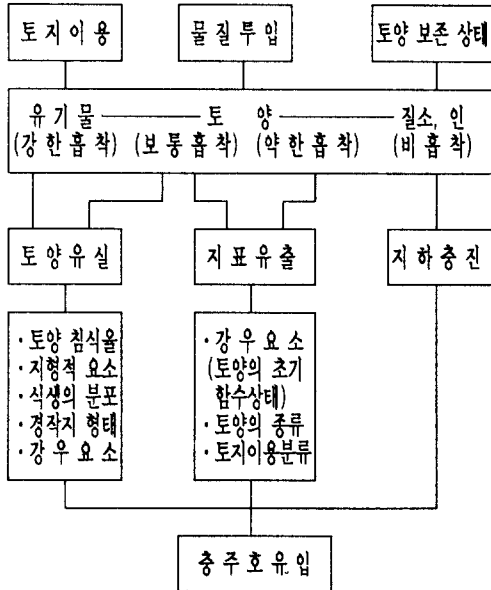 토지이용 물질투입 토양 보존 상태
유기물 토양 질소, 인
(강한흡착) (보통흡착) (약한흡착) (비흡착)
토양유실 지표유출 지하충진
· 토양 침식율
· 지형적 요소
· 식생의 분포
· 경작지 형태
· 강우요소
· 강우요소
(토양의 초기
함수상태)
· 토양의 종류
· 토지이용분류
충주호유입